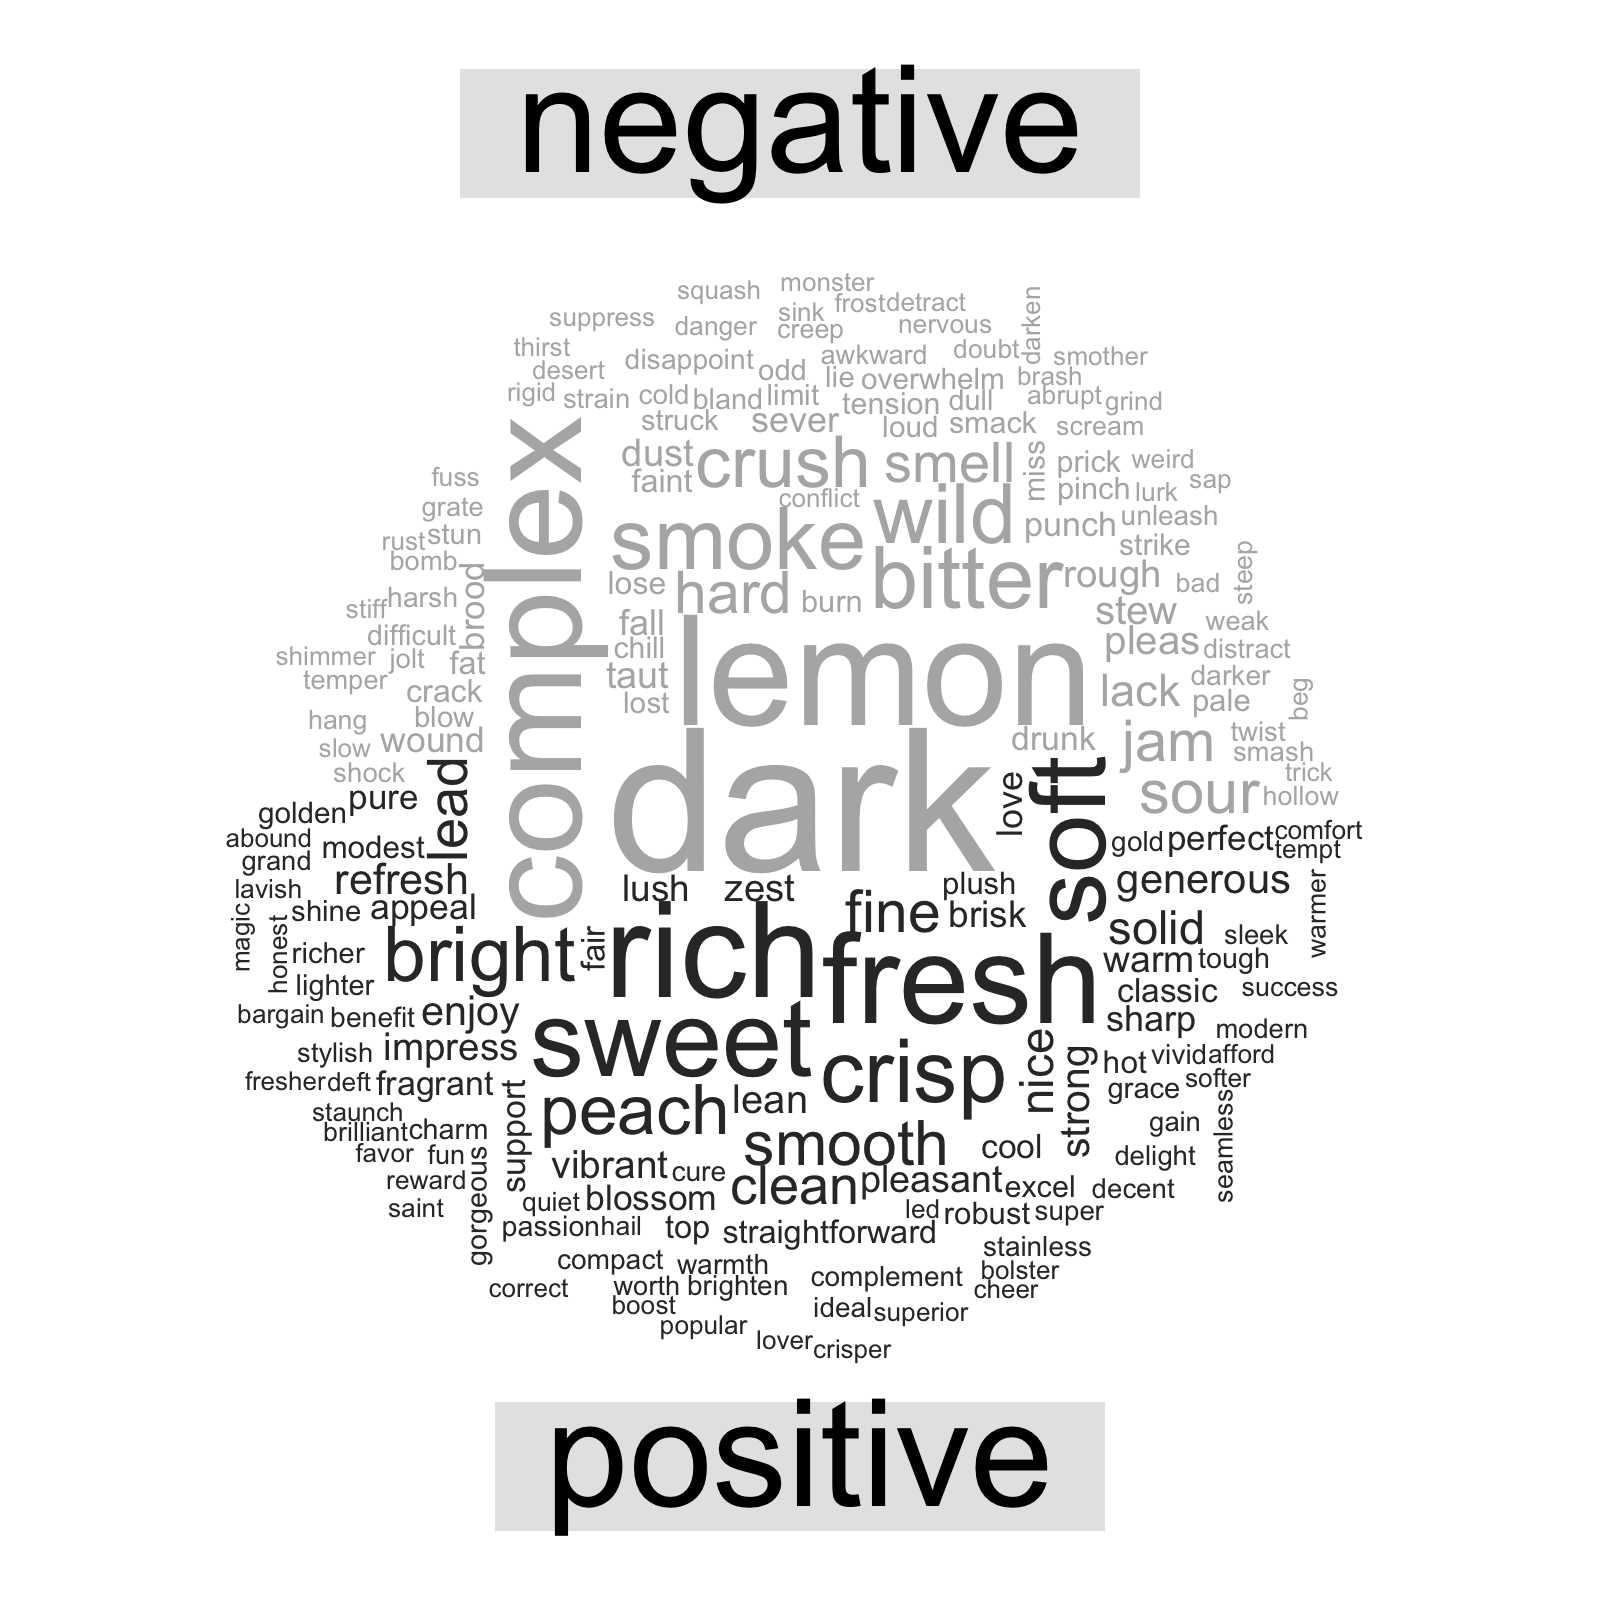 negative
squash monster
suppress danger sink frost detract
creep nervous darken
thirst disappoint awkward doubt smother
desert odd lie overwhelm brash
rigid strain cold bland limit tension dull abrupt grind
struck sever loud smack scream
complex dust crush smell miss prick weird
fuss faint conflict pinch lurk sap
grate smoke wild punch unleash
rust stun strike
bomb brood lose hard burn bitter rough bad steep
stiff harsh fall stew weak
difficult chill lemon pleas distract
shimmer jolt fat taut darker
temper crack lost lack pale beg
hang blow drunk jam twist
slow wound smash
shock dark sour trick
hollow
golden pure lead love soft gold perfect comfort
abound modest tempt
grand refresh lush zest plush generous
lavish shine appeal fine brisk solid warmer
magic honest richer bright fair rich fresh sleek
warm tough
lighter classic success
bargain benefit enjoy sweet sharp modern
stylish impress crisp nice strong hot vivid afford
fresher deft fragrant peach lean grace softer
staunch support gain seamless
brilliant charm smooth cool
favor fun vibrant cure delight
reward gorgeous clean pleasant excel decent
saint quiet blossom led robust super
passion hail top straightforward
compact warmth stainless
correct worth brighten complement bolster
boost cheer
ideal superior
popular
lover crisper
positive